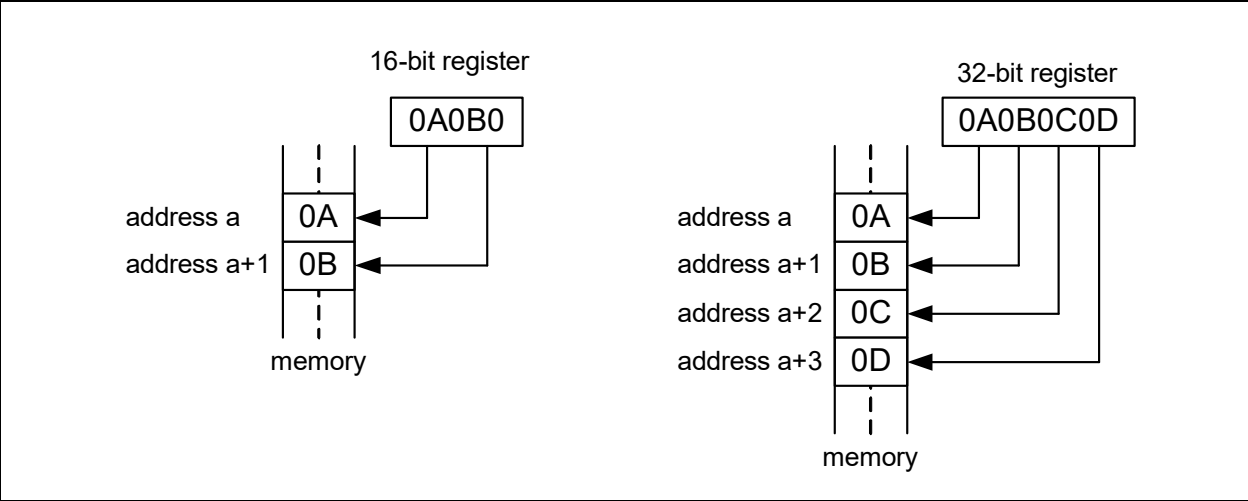 16-bit register
0A0B0
address a 0A
address a+1 0B
memory
32-bit register
0A0B0C0D
address a 0A
address a+1 0B
address a+2 0C
address a+3 0D
memory